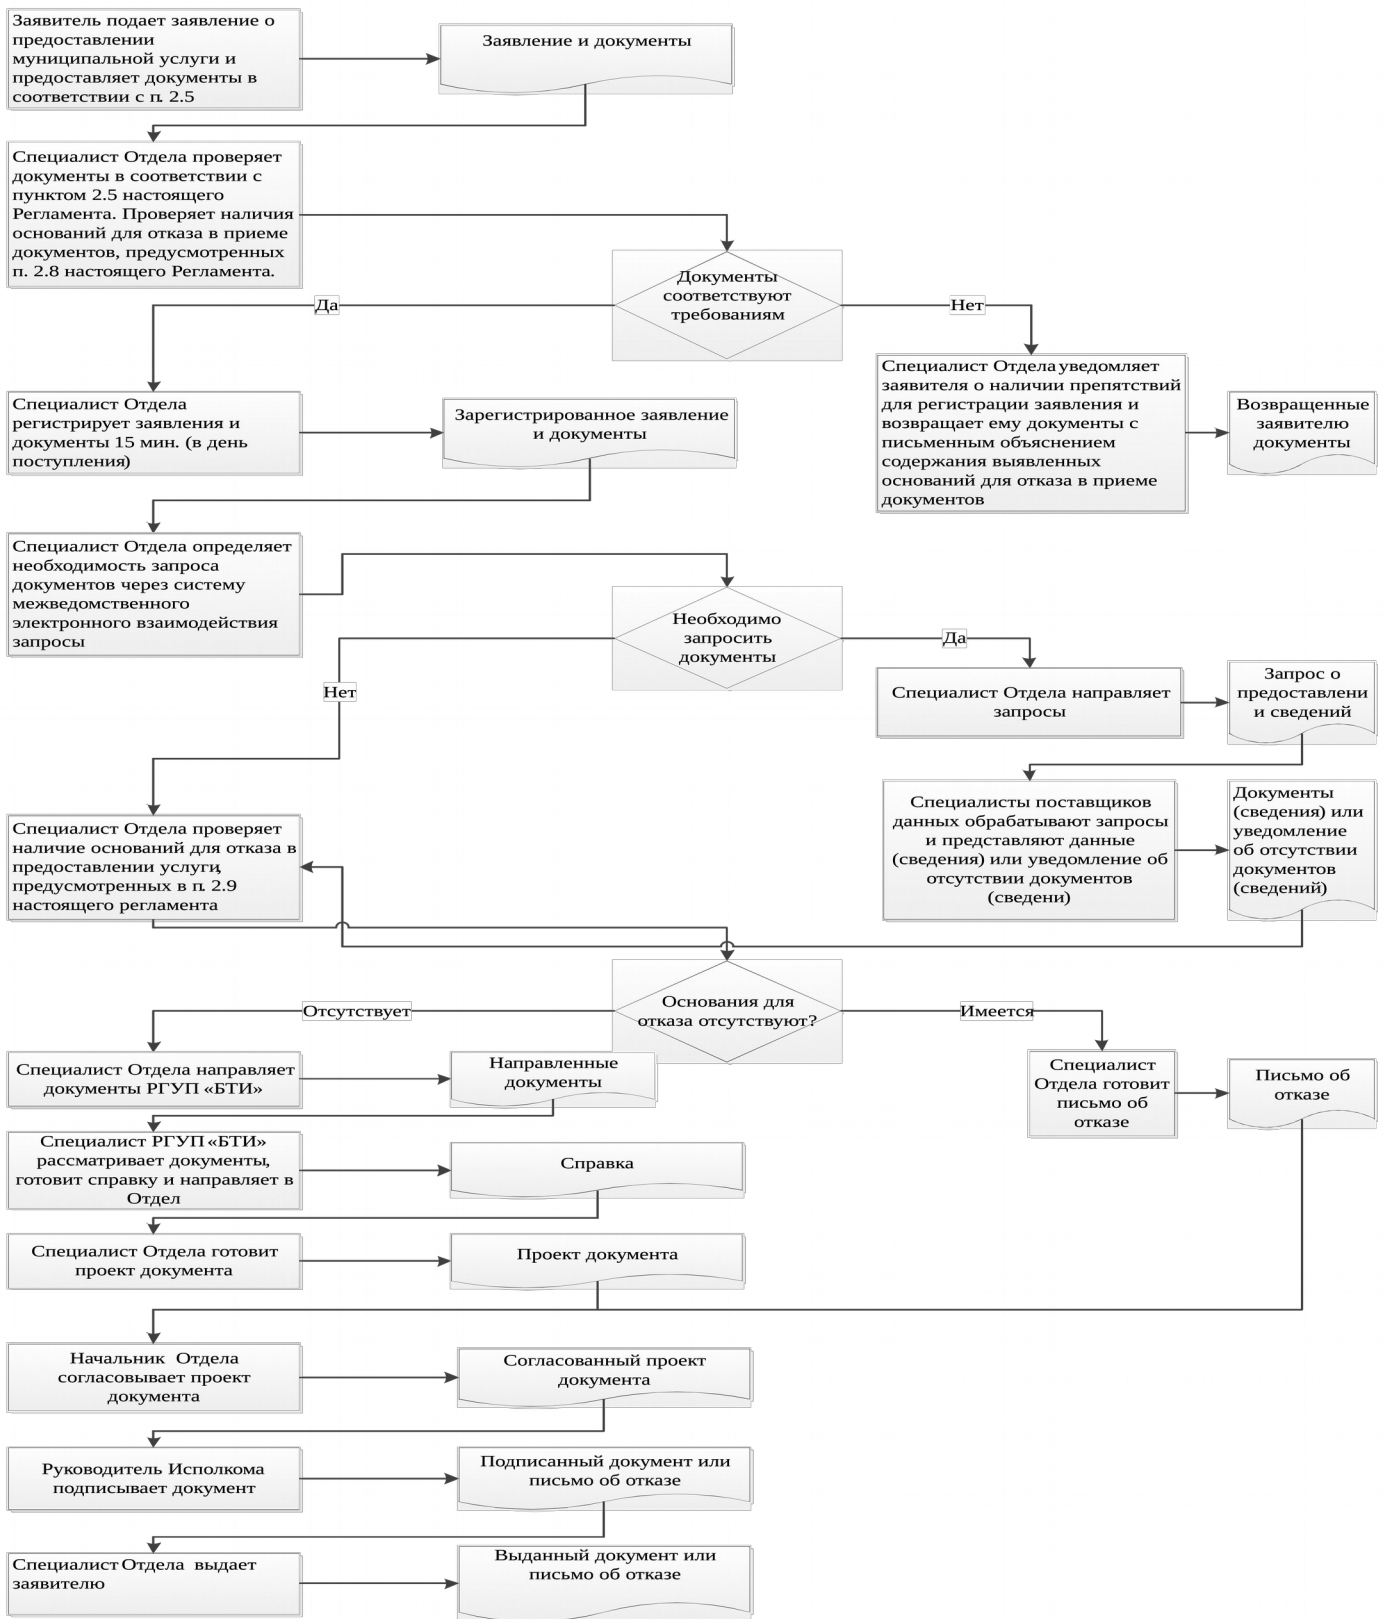 Заявитель подает заявление о
предоставлении
муниципальной услуги и
предоставляет документы в
соответствии с п. 2.5
Заявление и документы
Специалист Отдела проверяет
документы в соответствии с
пунктом 2.5 настоящего
Регламента. Проверяет наличия
оснований для отказа в приеме
документов, предусмотренных
п. 2.8 настоящего Регламента.
Документы
соответствуют
требованиям
Да
Нет
Специалист Отдела
регистрирует заявления и
документы 15 мин. (в день
поступления)
Зарегистрированное заявление
и документы
Специалист Отдела уведомляет
заявителя о наличии препятствий
для регистрации заявления и
возвращает ему документы с
письменным объяснением
содержания выявленных
оснований для отказа в приеме
документов
Возвращенные
заявителю
документы
Специалист Отдела определяет
необходимость запроса
документов через систему
межведомственного
электронного взаимодействия
запросы
Необходимо
запросить
документы
Да
Нет
Специалист Отдела направляет
запросы
Запрос о
предоставлени
и сведений
Специалисты поставщиков
данных обрабатывают запросы
и представляют данные
(сведения) или уведомление об
отсутствии документов
(сведени)
Документы
(сведения) или
уведомление
об отсутствии
документов
(сведений)
Специалист Отдела проверяет
наличие оснований для отказа в
предоставлении услуги,
предусмотренных в п. 2.9
настоящего регламента
Основания для
отказа отсутствуют?
Отсутствует
Имеется
Специалист Отдела направляет
документы РГУП «БТИ»
Направленные
документы
Специалист
Отдела готовит
письмо об
отказе
Письмо об
отказе
Специалист РГУП «БТИ»
рассматривает документы,
готовит справку и направляет в
Отдел
Справка
Специалист Отдела готовит
проект документа
Проект документа
Начальник Отдела
согласовывает проект
документа
Согласованный проект
документа
Руководитель Исполкома
подписывает документ
Подписанный документ или
письмо об отказе
Специалист Отдела выдает
заявителю
Выданный документ или
письмо об отказе